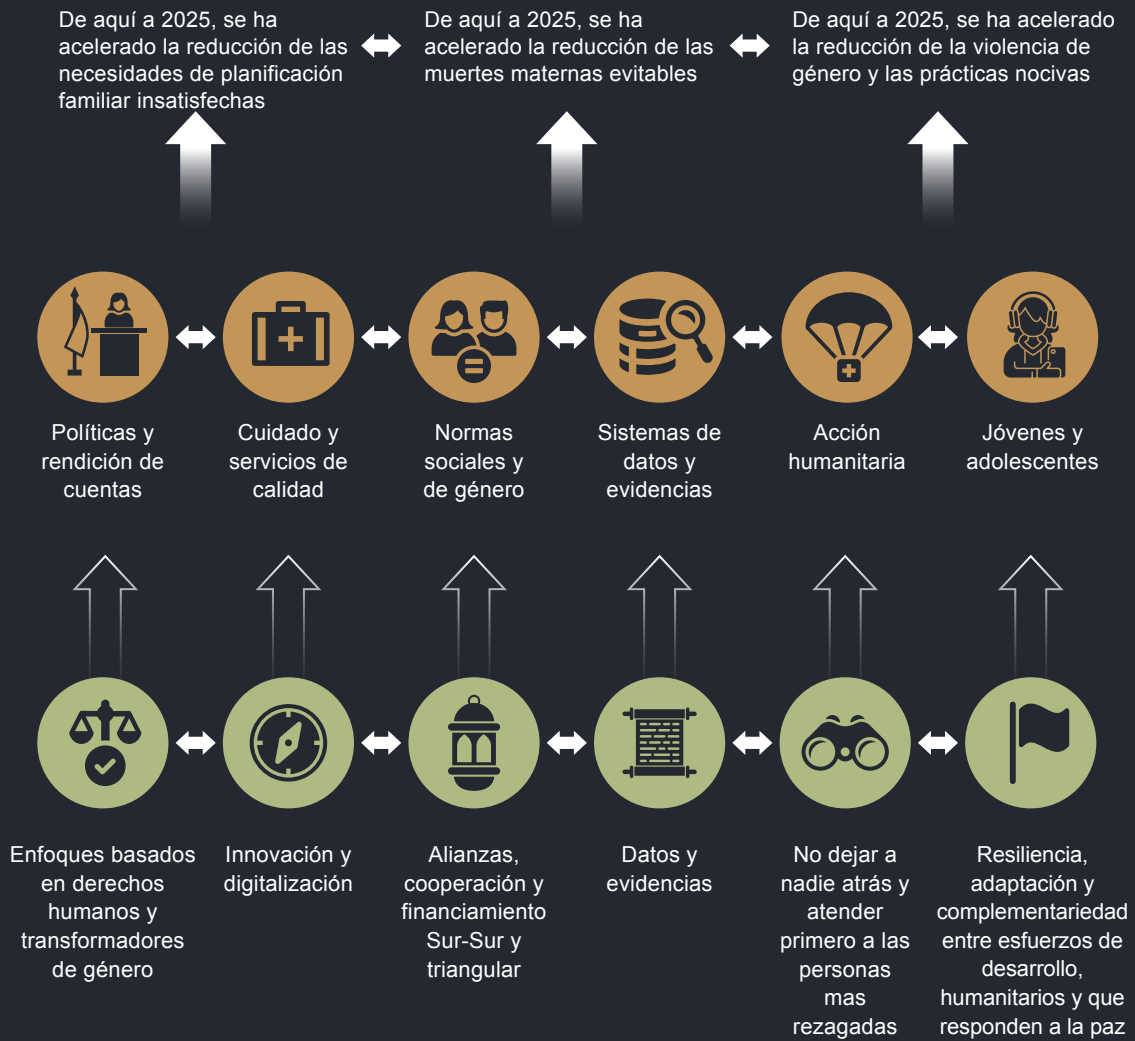 De aquí a 2025, se ha
acelerado la reducción de las
necesidades de planificación
familiar insatisfechas
De aquí a 2025, se ha
acelerado la reducción de las
muertes maternas evitables
De aquí a 2025, se ha acelerado
la reducción de la violencia de
género y las prácticas nocivas
Políticas y
rendición de
cuentas
Cuidado y
servicios de
calidad
Normas
sociales y
de género
Sistemas de
datos y
evidencias
Acción
humanitaria
Jóvenes y
adolescentes
Enfoques basados
en derechos
humanos y
transformadores
de género
Innovación y
digitalización
Alianzas,
cooperación y
financiamiento
Sur-Sur y
triangular
Datos y
evidencias
No dejar a
nadie atrás y
atender
primero a las
personas
mas
rezagadas
Resiliencia,
adaptación y
complementariedad
entre esfuerzos de
desarrollo,
humanitarios y que
responden a la paz